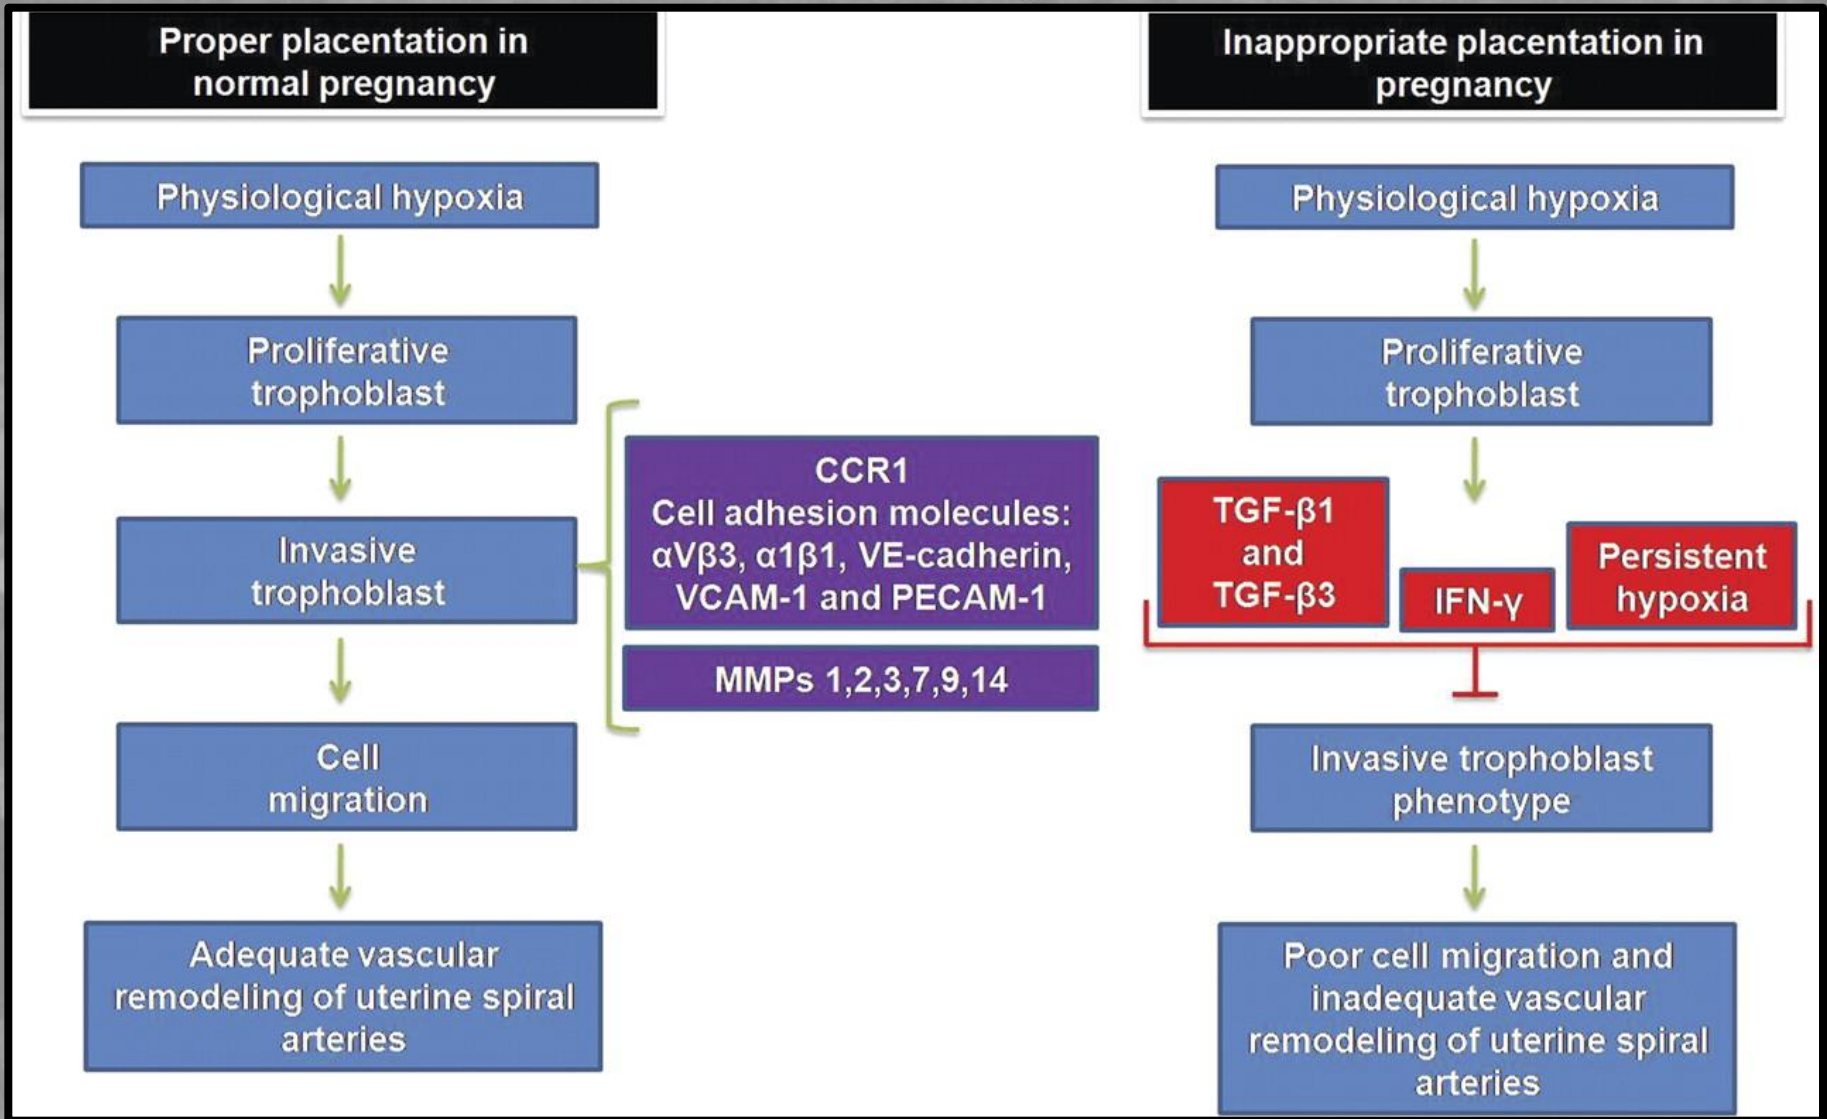 Proper placentation in
normal pregnancy
Physiological hypoxia
Proliferative
trophoblast
Invasive
trophoblast
CCR1
Cell adhesion molecules:
αVβ3, α1β1, VE-cadherin,
VCAM-1 and PECAM-1
MMPs 1,2,3,7,9,14
Cell
migration
Adequate vascular
remodeling of uterine spiral
arteries
Inappropriate placentation in
pregnancy
Physiological hypoxia
Proliferative
trophoblast
TGF-β1
and
TGF-β3
IFN-γ
Persistent
hypoxia
Invasive trophoblast
phenotype
Poor cell migration and
inadequate vascular
remodeling of uterine spiral
arteries